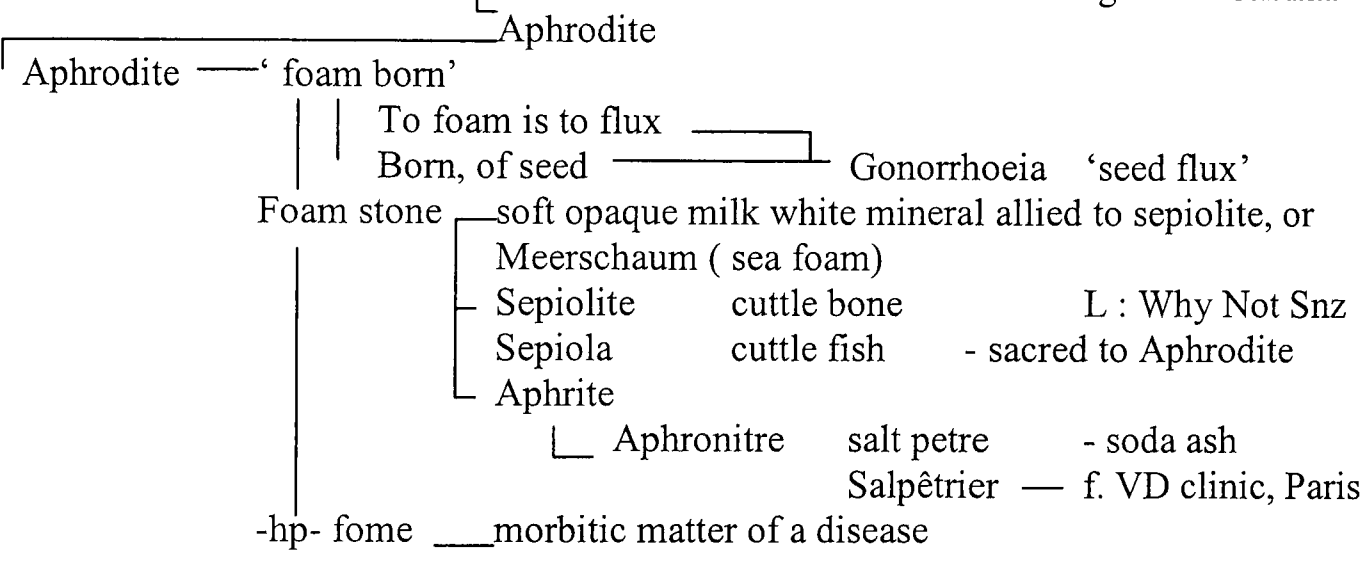 Aphrodite
Aphrodite ‘ foam born’
To foam is to flux
Born, of seed Gonorrhoeia ‘seed flux’
Foam stone soft opaque milk white mineral allied to sepiolite, or
Meerschaum ( sea foam)
Sepiolite cuttle bone L : Why Not Snz
Sepiola cuttle fish - sacred to Aphrodite
Aphrite
Aphronitre salt petre - soda ash
Salpêtrier — f. VD clinic, Paris
-hp- fome ___morbitic matter of a disease